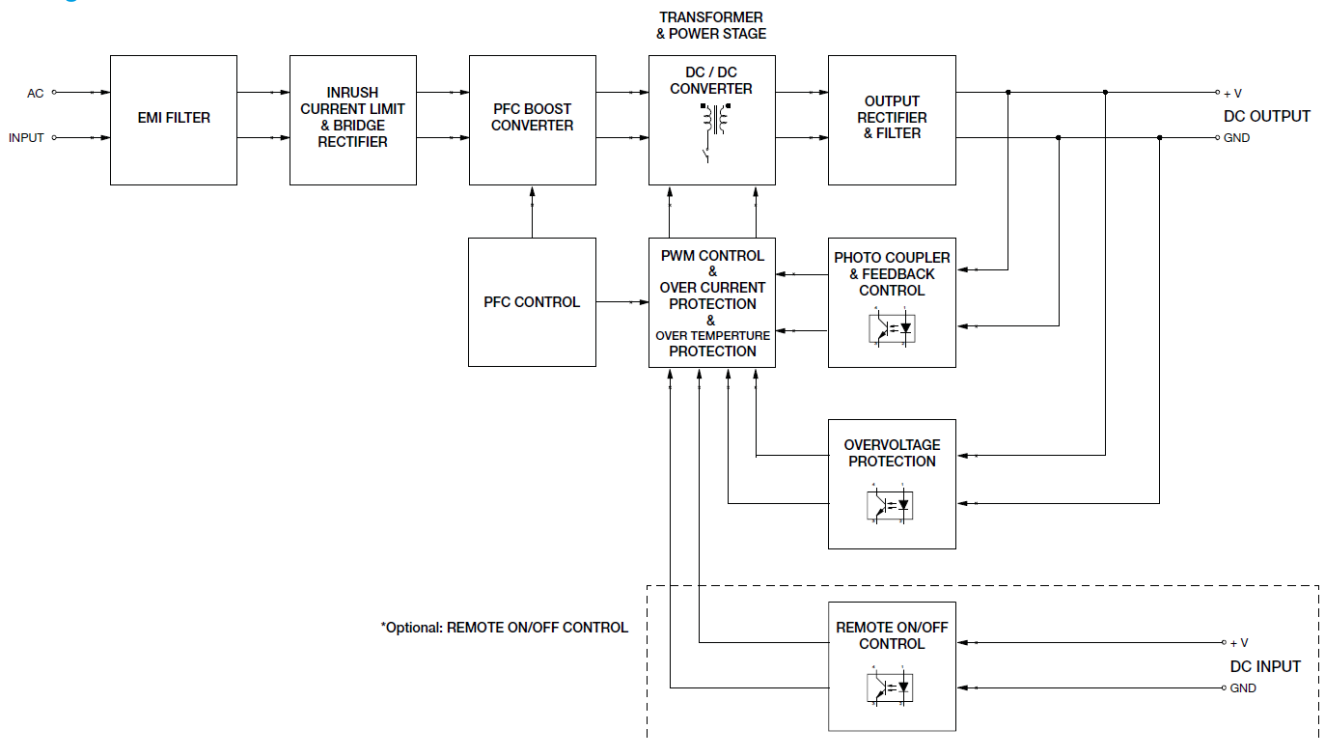 TRANSFORMER
& POWER STAGE
AC
INPUT
EMI FILTER
INRUSH
CURRENT LIMIT
& BRIDGE
RECTIFIER
PFC BOOST
CONVERTER
DC / DC
CONVERTER
OUTPUT
RECTIFIER
& FILTER
+ V
DC OUTPUT
GND
PFC CONTROL
PWM CONTROL
&
OVER CURRENT
PROTECTION
&
OVER TEMPERTURE
PROTECTION
PHOTO COUPLER
& FEEDBACK
CONTROL
OVERVOLTAGE
PROTECTION
*Optional: REMOTE ON/OFF CONTROL
REMOTE ON/OFF
CONTROL
+ V
DC INPUT
GND